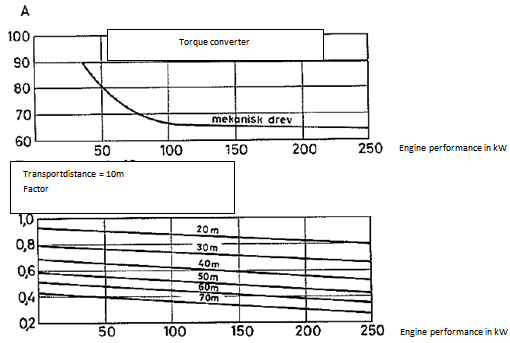 A
Torque converter
100
90
80
70
60
mekanisk drev
50 100 150 200 250
Engine performance in kW
Transportdistance = 10m
Factor
1,0
0,8
0,6
0,4
0,2
20 m
30 m
40 m
50m
60m
70m
50 100 150 200 250
Engine performance in kW